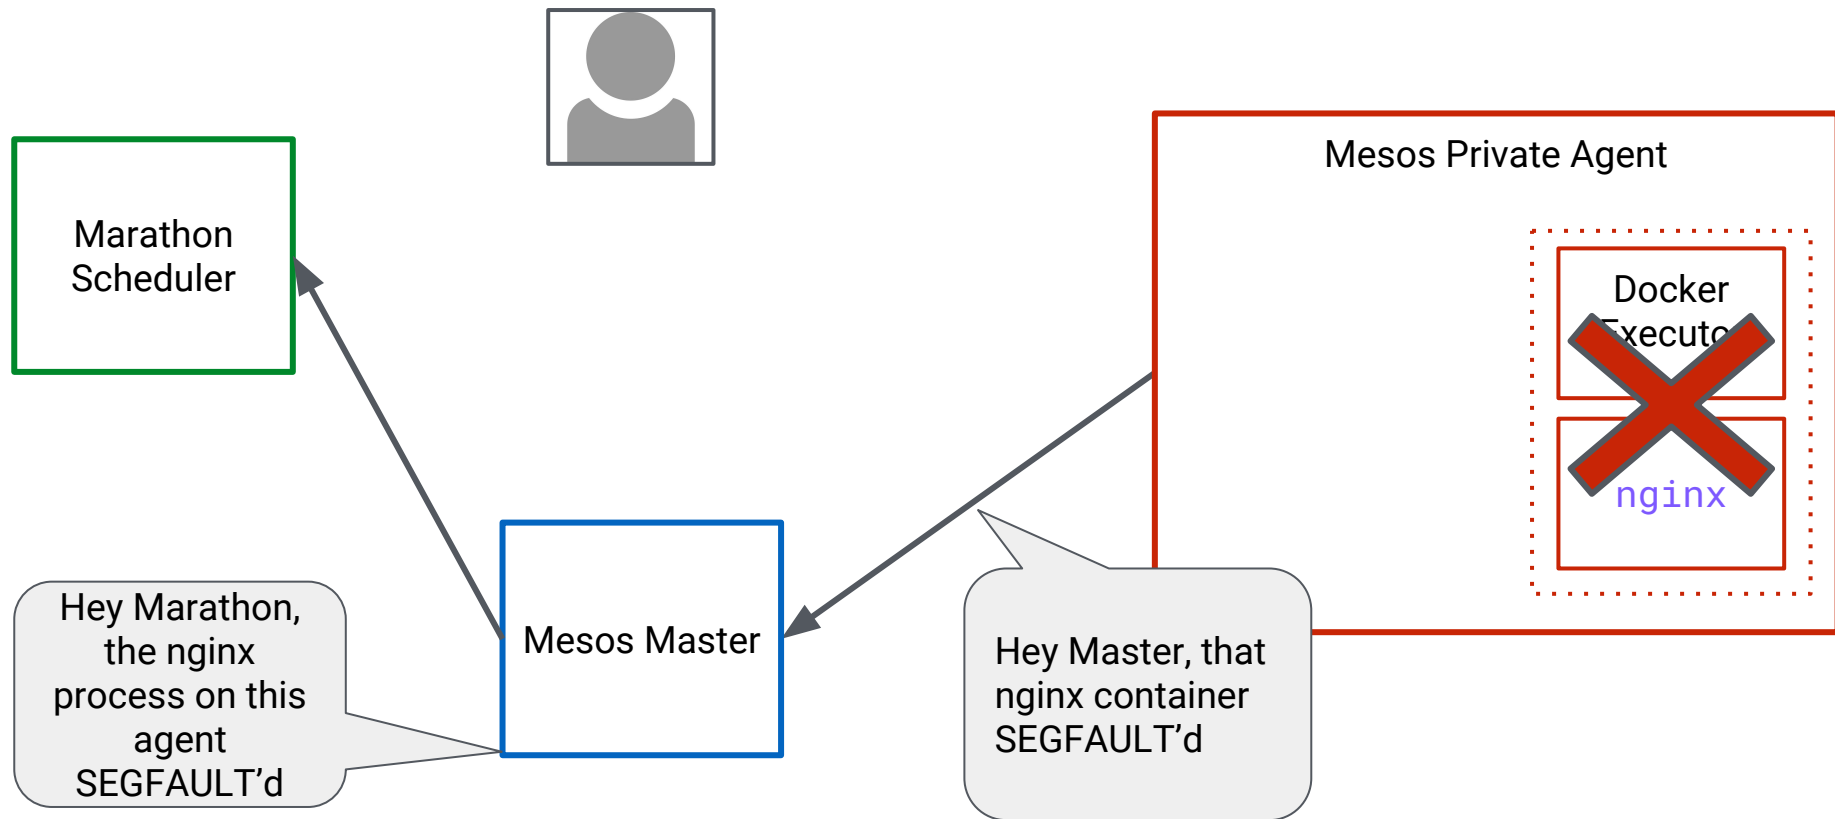 Mesos Private Agent
Marathon
Scheduler
Docker
Executo
nginx
Mesos Master
Hey Marathon,
the nginx
process on this
agent
SEGFAULT’d
Hey Master, that
nginx container
SEGFAULT’d